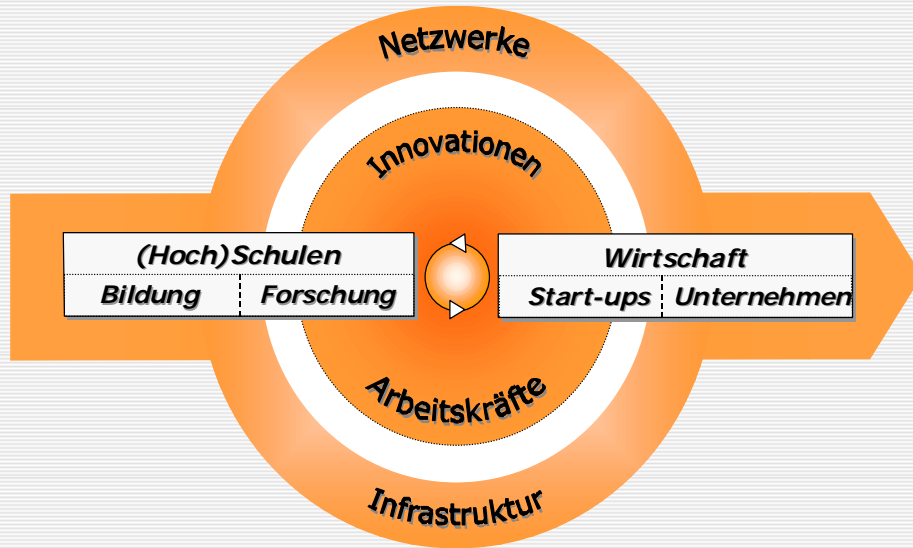 Netzwerke
Innovationen
(Hoch)Schulen
Bildung Forschung
Wirtschaft
Start-ups Unternehmen
Arbeitskräfte
Infrastruktur